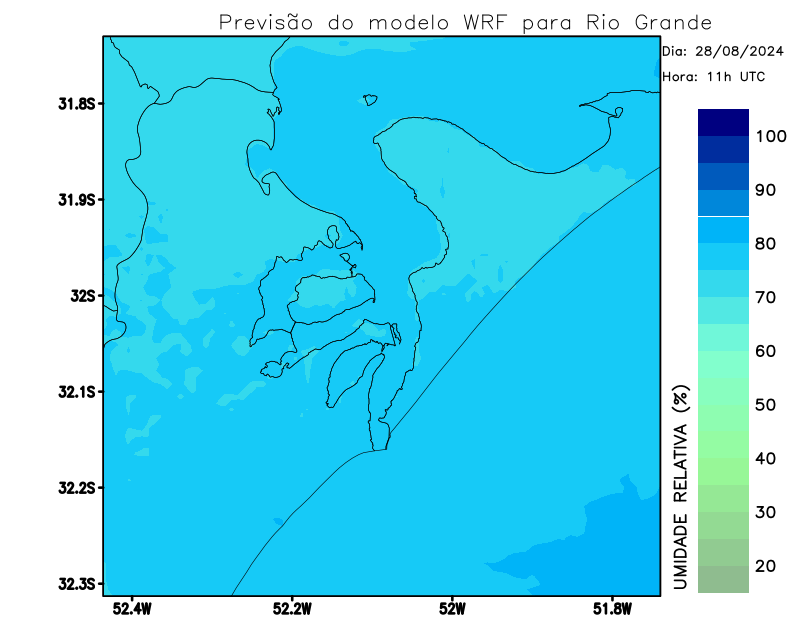 Previsão do modelo WRF para Rio Grande
Dia: 28/08/2024
Hora: 11h UTC
31.8S
31.9S
32S
32.1S
32.2S
32.3S
52.4W
52.2W
52W
51.8W
100
90
80
70
60
50
40
30
20
UMIDADE RELATIVA (%)